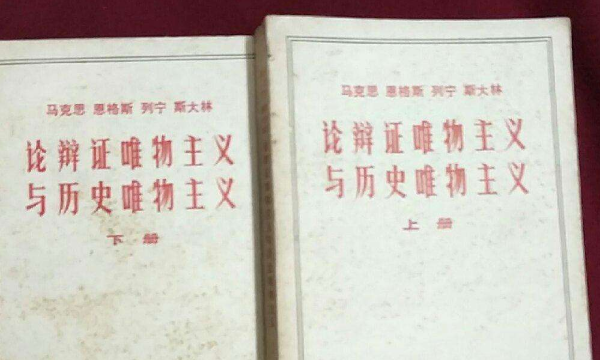 马克思 恩格斯 列宁 斯大林
论辩证唯物主义
与历史唯物主义
下册
马克思 恩格斯 列宁 斯大林
论辩证唯物主义
与历史唯物主义
上册